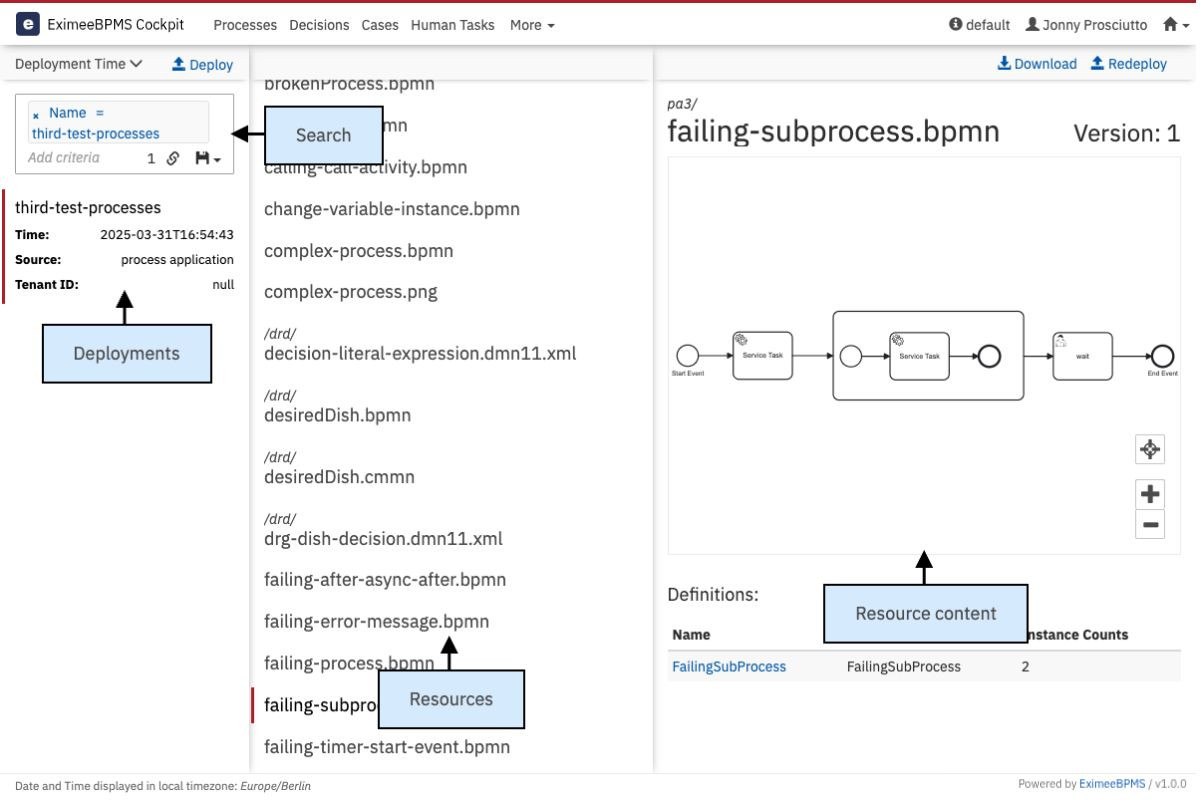 e EximeeBPMS Cockpit Processes Decisions Cases Human Tasks More default Jonny Prosciutto
Deployment Time Deploy
Download Redeploy
× Name =
third-test-processes
Add criteria 1
Search
third-test-processes
Time: 2025-03-31T16:54:43
Source: process application
Tenant ID: null
Deployments
brokenProcess.bpmn
mn
calling-call-activity.bpmn
change-variable-instance.bpmn
complex-process.bpmn
complex-process.png
/drd/
decision-literal-expression.dmn11.xml
/drd/
desiredDish.bpmn
/drd/
desiredDish.cmmn
/drd/
drg-dish-decision.dmn11.xml
failing-after-async-after.bpmn
failing-error-message.bpmn
failing-process.bpmn
failing-subpro
Resources
failing-timer-start-event.bpmn
pa3/
failing-subprocess.bpmn Version: 1
Start Event
Service Task
Service Task
wait
End Event
Resource content
Definitions:
Name nstance Counts
FailingSubProcess FailingSubProcess 2
Date and Time displayed in local timezone: Europe/Berlin
Powered by EximeeBPMS / v1.0.0